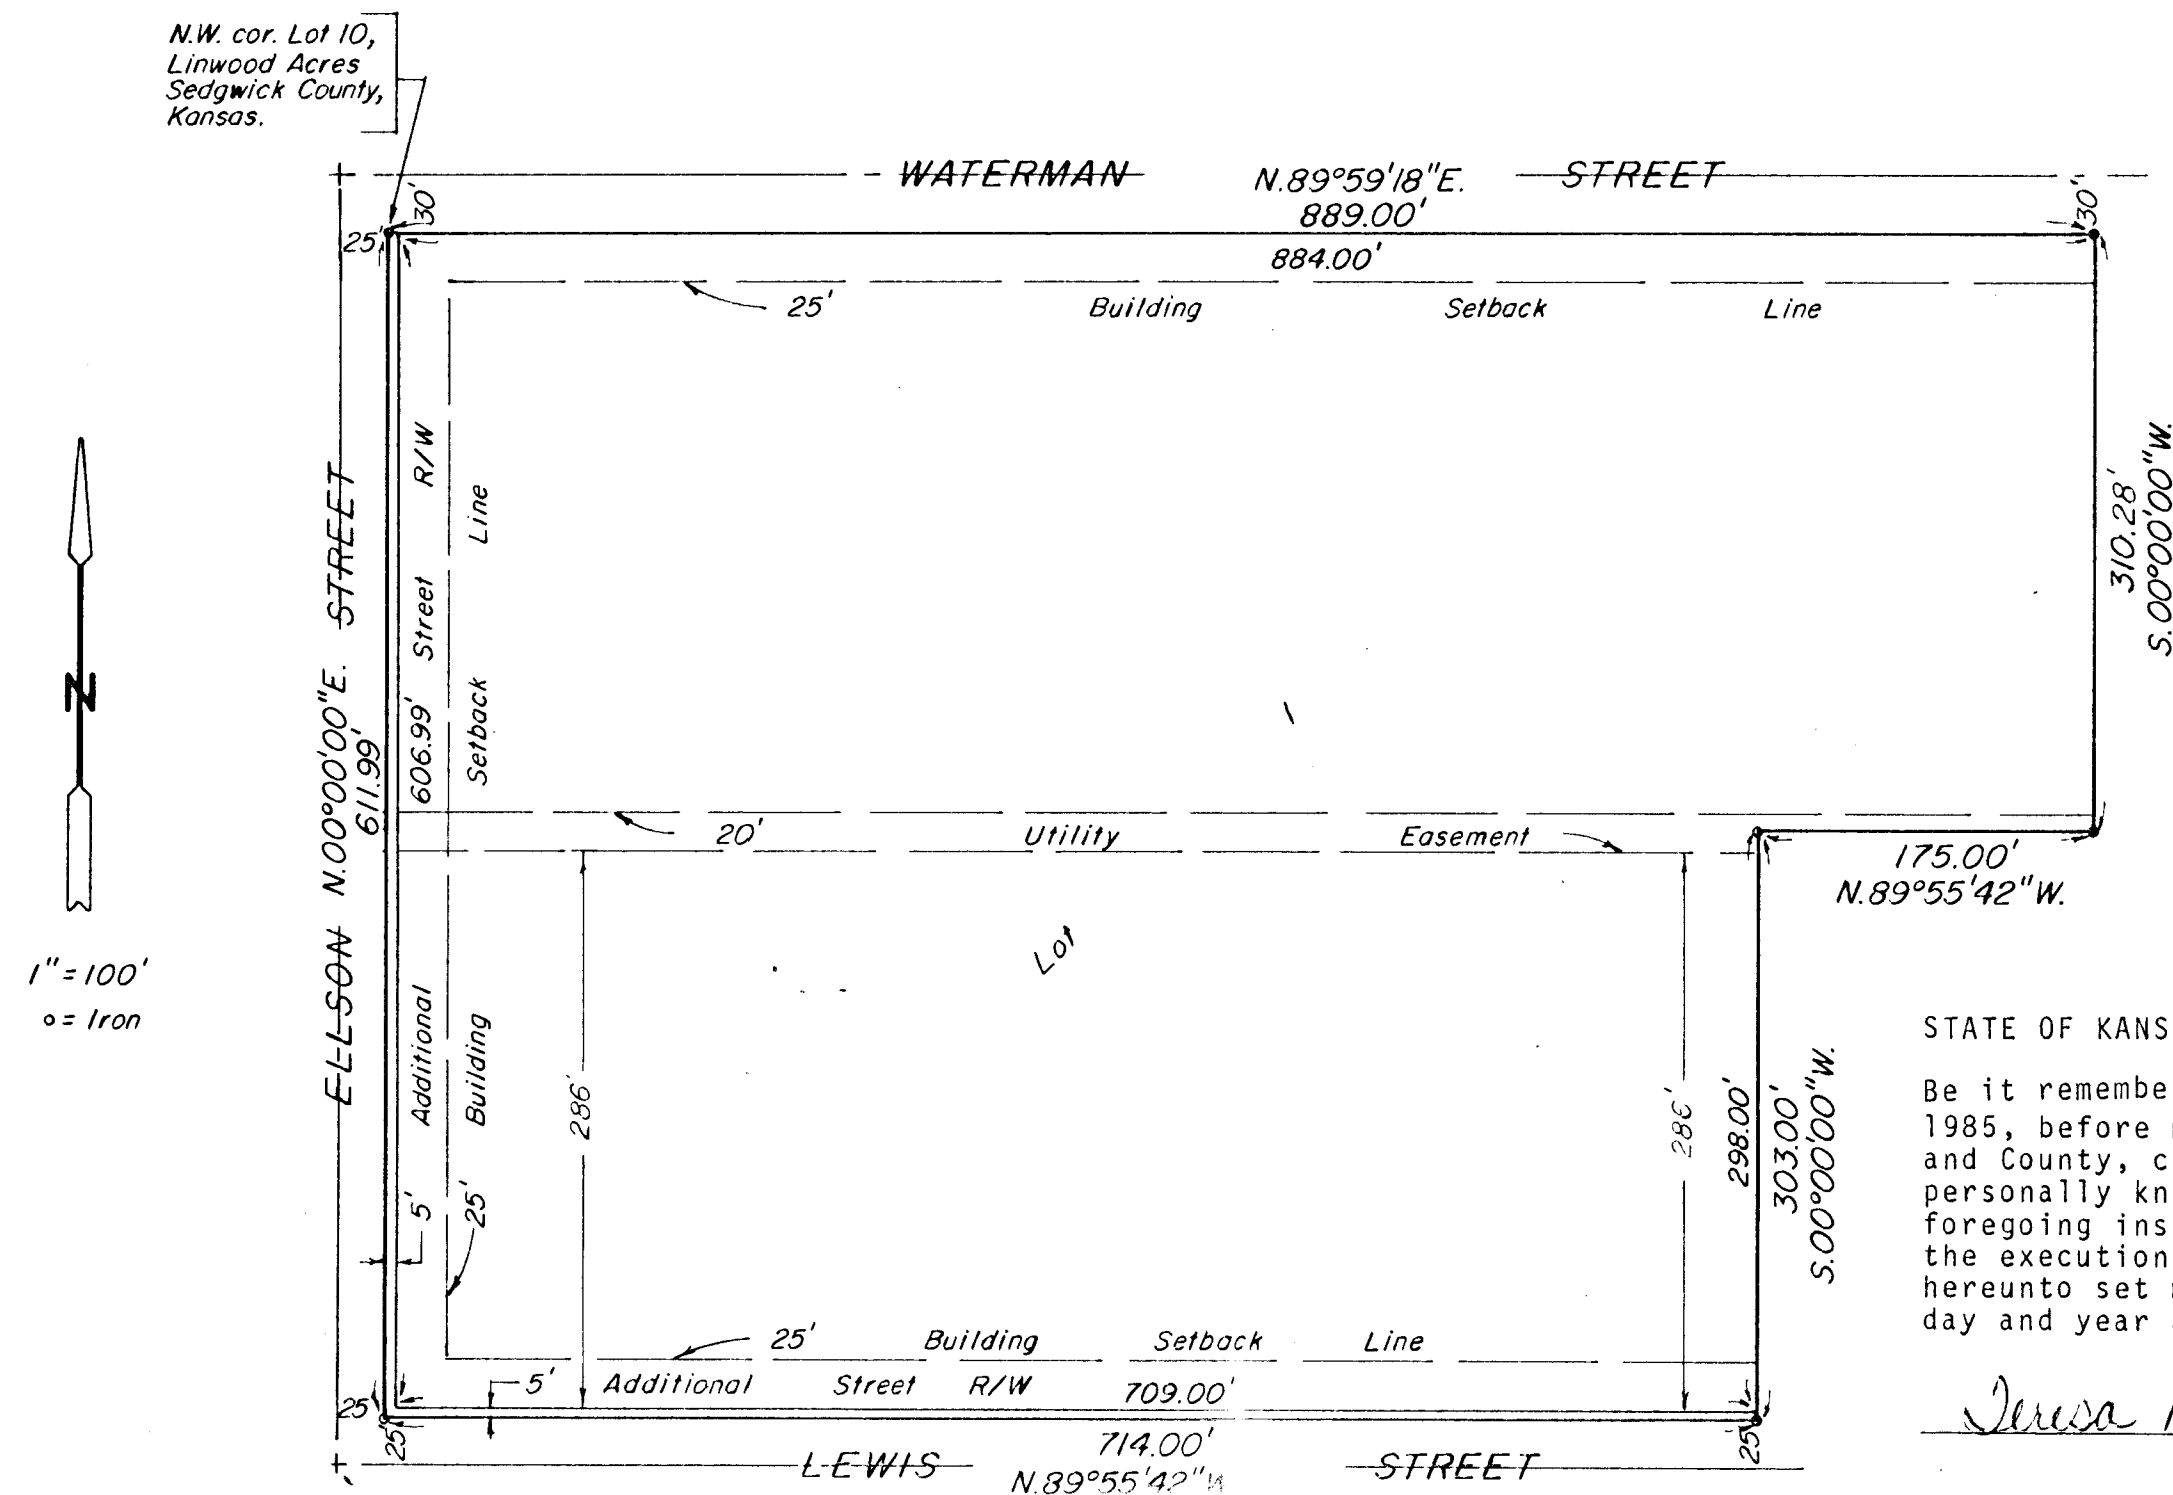 N.W. cor. Lot 10,
Linwood Acres
Sedgwick County,
Kansas.
WATERMAN STREET
N.89°59'18"E.
889.00'
884.00'
30'
25'
30'
25' Building Setback Line
ELLSON STREET
N.00°00'00"E.
611.99'
606.99'
5' Additional Street R/W
25' Building Setback Line
310.28'
S.00°00'00"W.
N
1"=100'
o= Iron
20' Utility Easement
175.00'
N.89°55'42"W.
Lot
286'
286'
298.00'
303.00'
S.00°00'00"W.
25' Building Setback Line
5' Additional Street R/W
709.00'
25'
25'
25'
714.00'
LEWIS STREET
N.89°55'42"W
STATE OF KANS
Be it remembe
1985, before
and County, c
personally kn
foregoing ins
the execution
hereunto set
day and year
Teresa